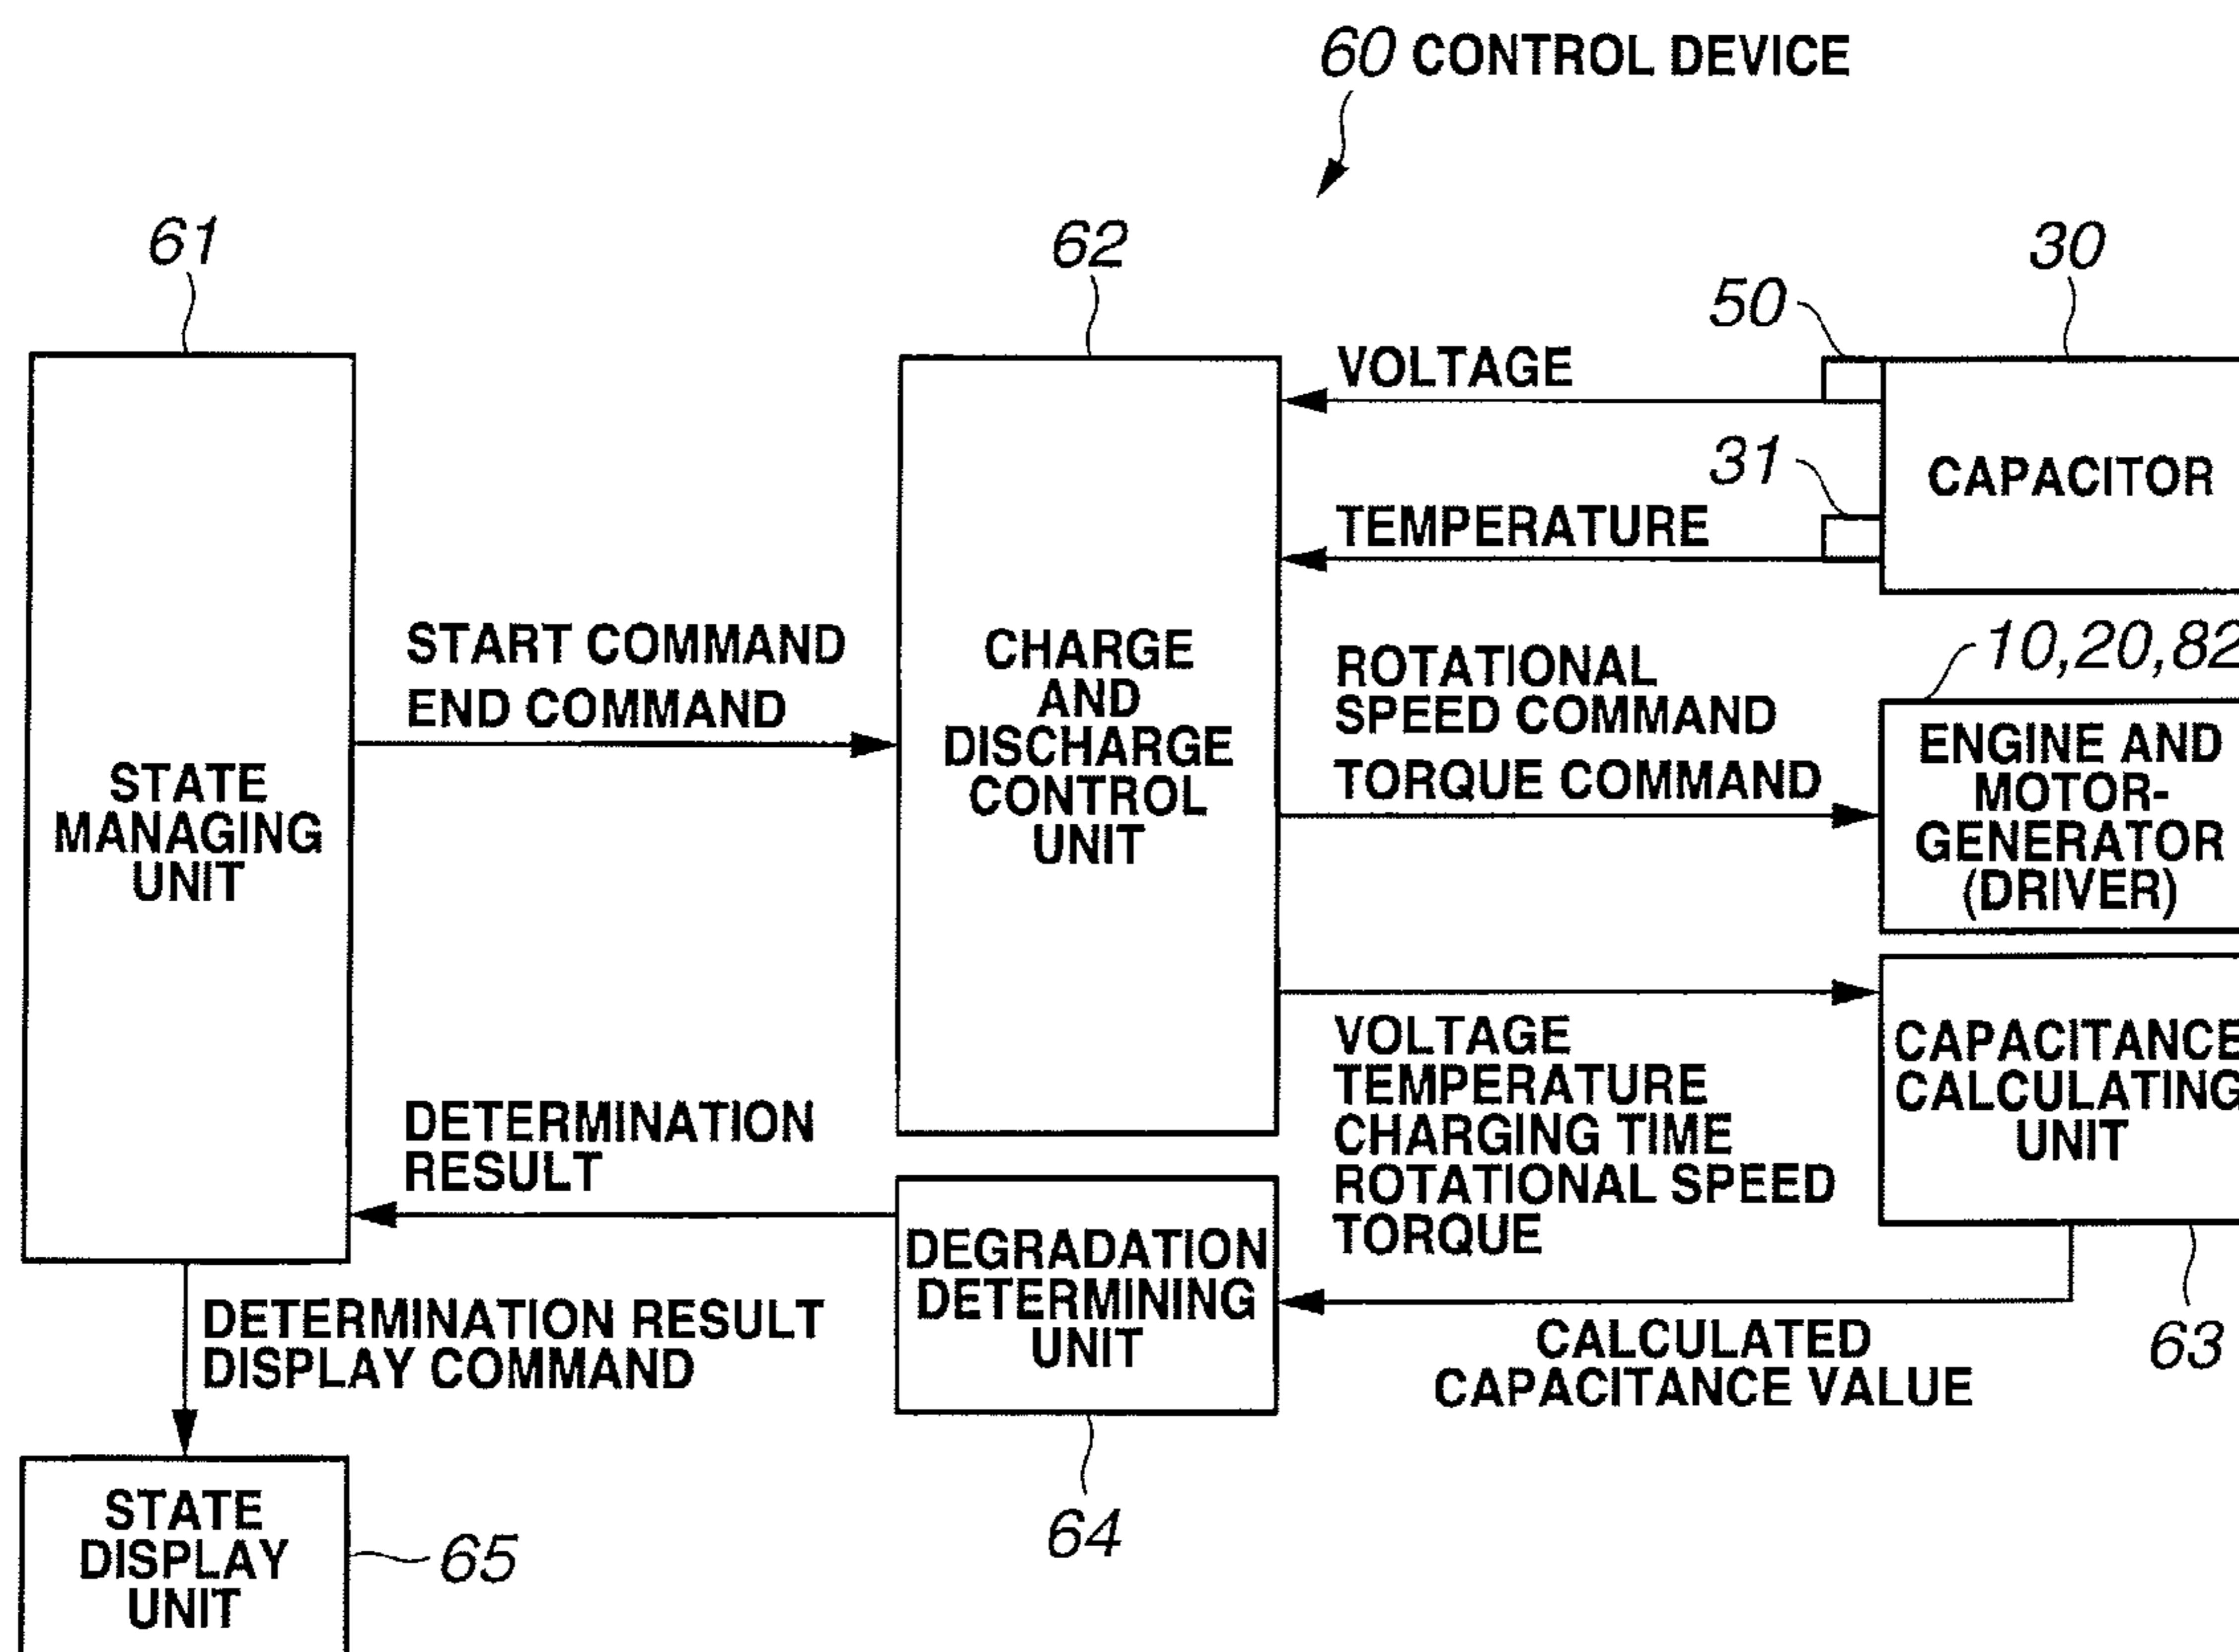 60 CONTROL DEVICE
61
62
30
50
VOLTAGE
31
CAPACITOR
TEMPERATURE
START COMMAND
END COMMAND
CHARGE
AND
DISCHARGE
CONTROL
UNIT
ROTATIONAL
SPEED COMMAND
TORQUE COMMAND
10,20,82
ENGINE AND
MOTOR-
GENERATOR
(DRIVER)
STATE
MANAGING
UNIT
VOLTAGE
TEMPERATURE
CHARGING TIME
ROTATIONAL SPEED
TORQUE
CAPACITANCE
CALCULATING
UNIT
63
DETERMINATION
RESULT
DEGRADATION
DETERMINING
UNIT
64
CALCULATED
CAPACITANCE VALUE
DETERMINATION RESULT
DISPLAY COMMAND
STATE
DISPLAY
UNIT
65